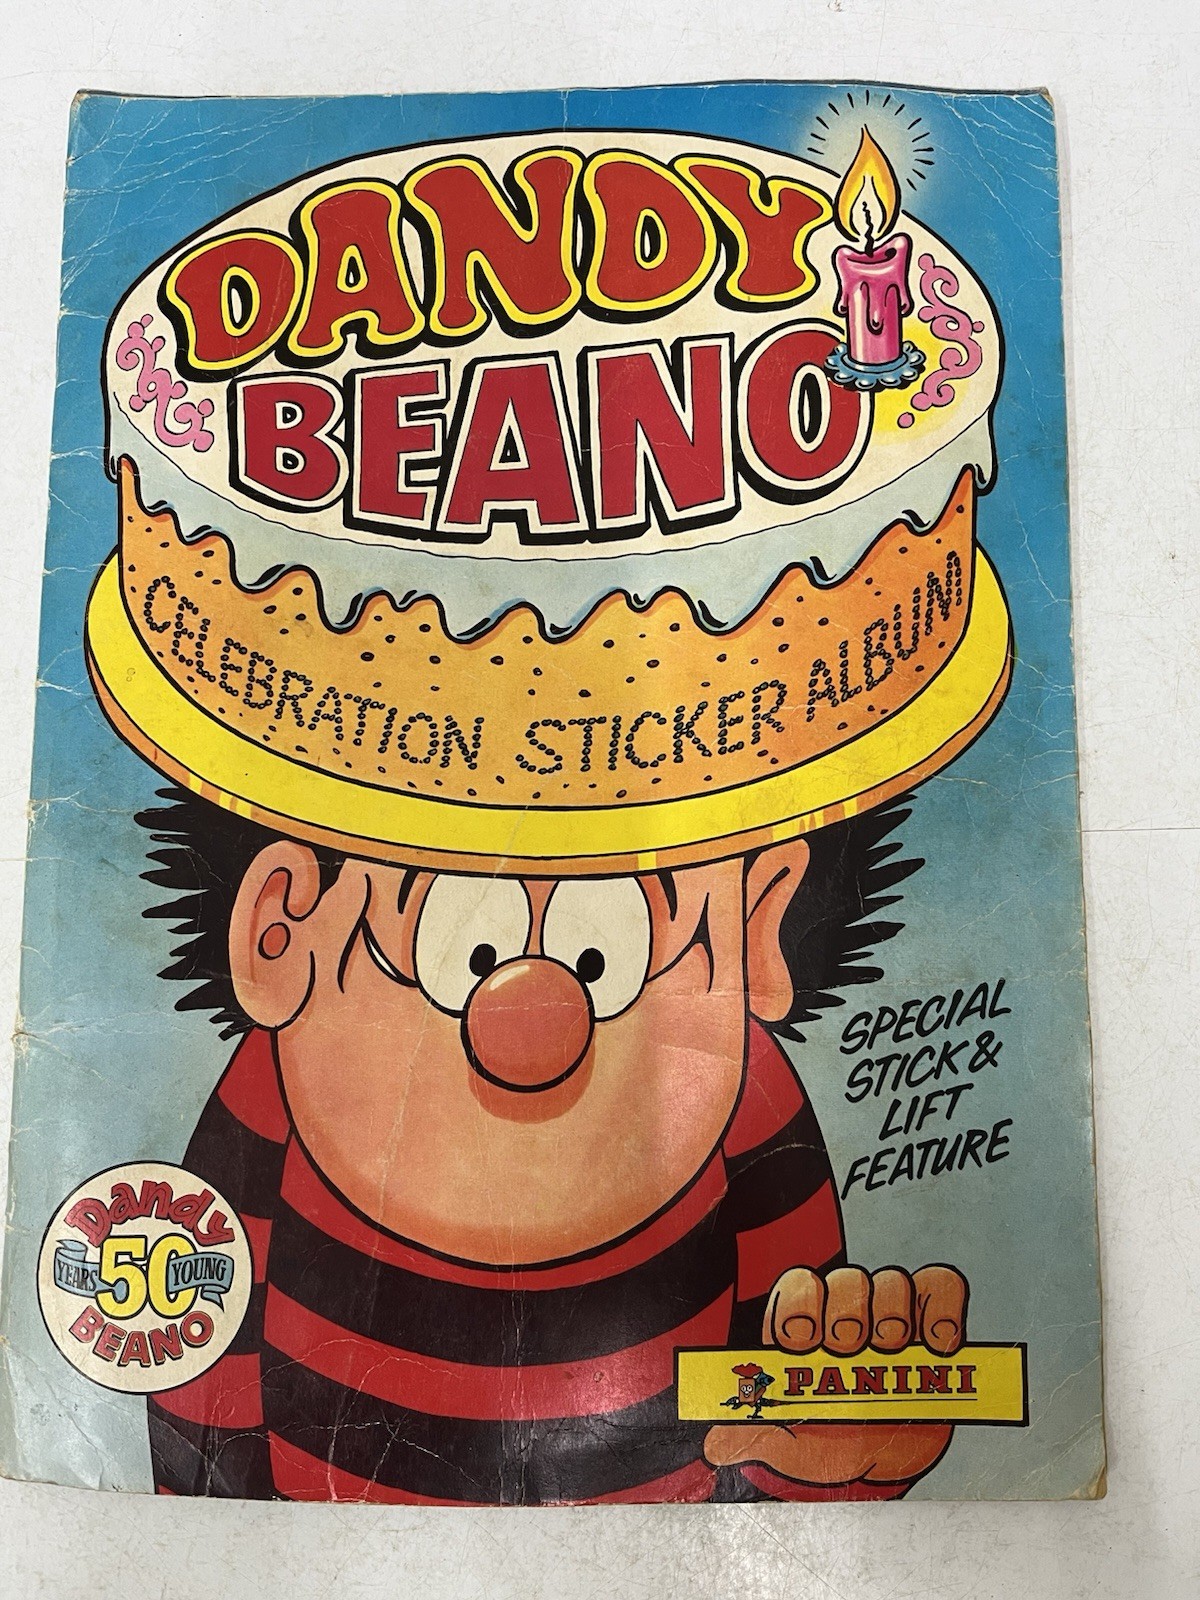 DANDY
BEANO
CELEBRATION STICKER ALBUM
SPECIAL
STICK &
LIFT
FEATURE
Dandy
YEARS 50 YOUNG
BEANO
PANINI